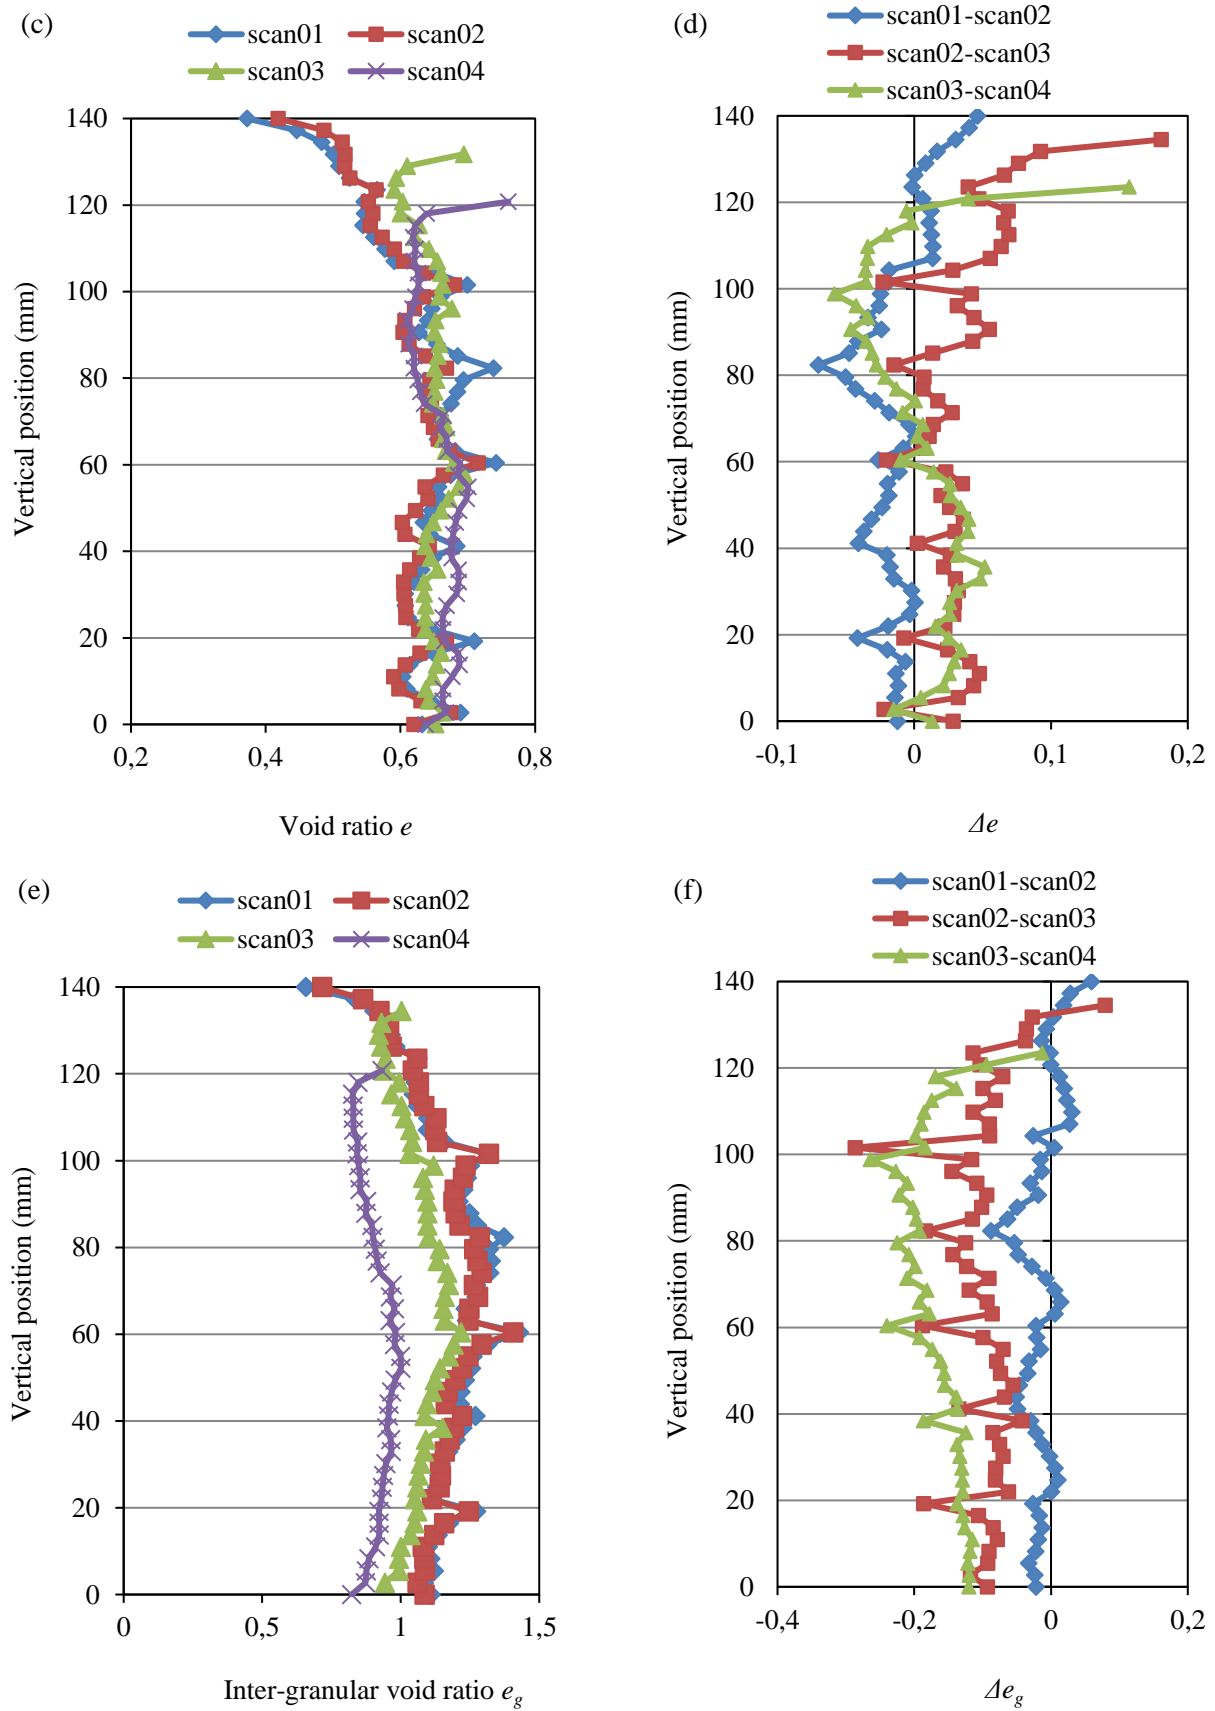 (c)
scan01 scan02
scan03 scan04
140
120
100
80
60
40
20
0
0,2 0,4 0,6 0,8
Vertical position (mm)
Void ratio e
(d)
scan01-scan02
scan02-scan03
scan03-scan04
140
120
100
80
60
40
20
0
-0,1 0 0,1 0,2
Vertical position (mm)
Δe
(e)
scan01 scan02
scan03 scan04
140
120
100
80
60
40
20
0
0 0,5 1 1,5
Vertical position (mm)
Inter-granular void ratio eg
(f)
scan01-scan02
scan02-scan03
scan03-scan04
140
120
100
80
60
40
20
0
-0,4 -0,2 0 0,2
Vertical position (mm)
Δeg